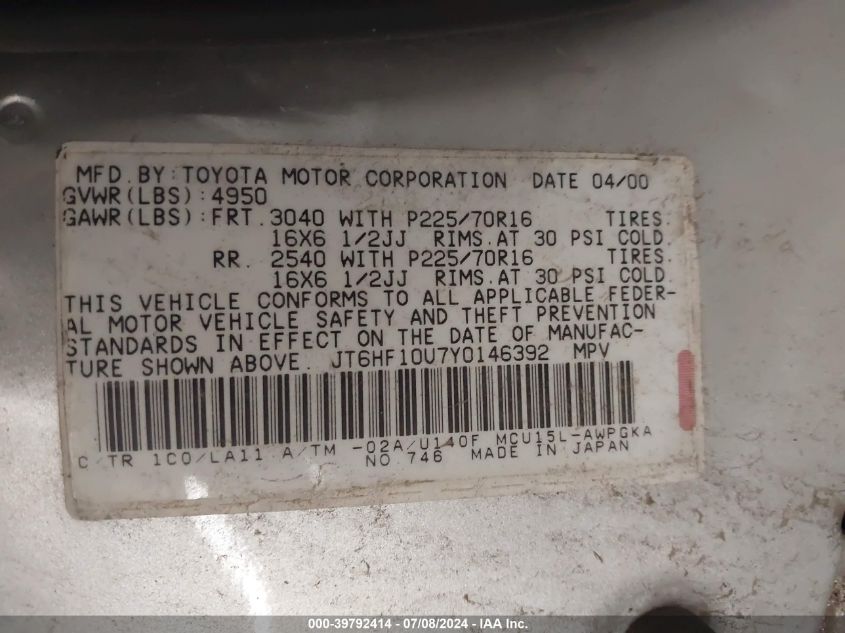 MFD. BY: TOYOTA MOTOR CORPORATION DATE 04/00
GVWR(LBS): 4950
GAWR(LBS): FRT. 3040 WITH P225/70R16 TIRES.
16X6 1/2JJ RIMS. AT 30 PSI COLD.
RR. 2540 WITH P225/70R16 TIRES.
16X6 1/2JJ RIMS. AT 30 PSI COLD.
THIS VEHICLE CONFORMS TO ALL APPLICABLE FEDER-
AL MOTOR VEHICLE SAFETY AND THEFT PREVENTION
STANDARDS IN EFFECT ON THE DATE OF MANUFAC-
TURE SHOWN ABOVE. JT6HF10U7Y0146392 MPV
C/TR 1C0/LA11 A/TM -02A/U140F MCU15L-AWPGKA
NO. 746 MADE IN JAPAN
000-39792414 - 07/08/2024 - IAA Inc.